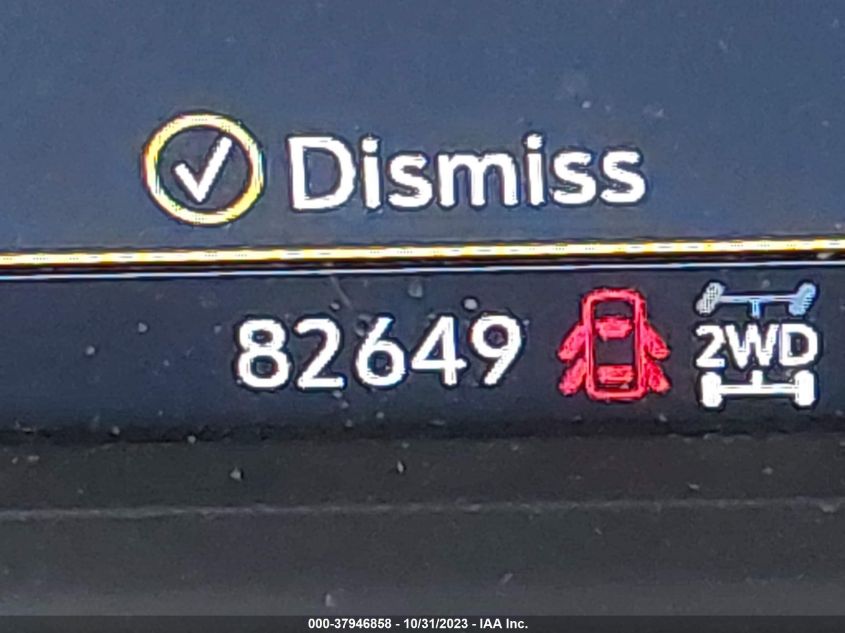 Dismiss
82649
2WD
000-37946858 - 10/31/2023 - IAA Inc.